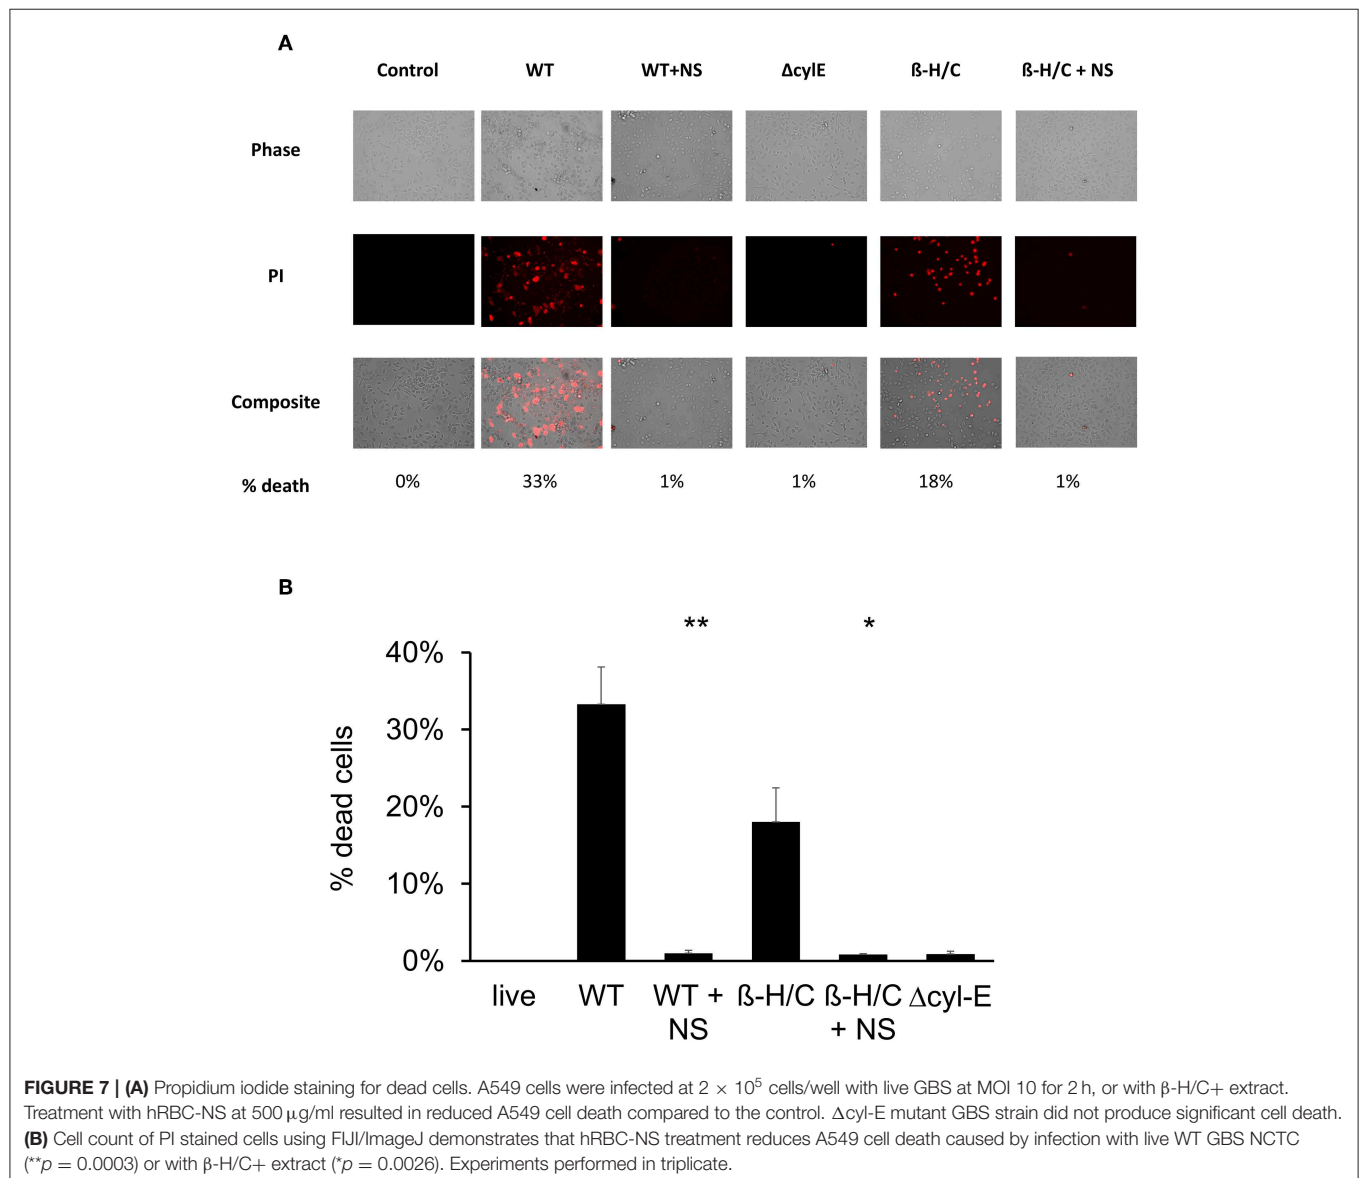 A
Control WT WT+NS ΔcylE ß-H/C ß-H/C + NS
Phase
PI
Composite
% death 0% 33% 1% 1% 18% 1%
B
** *
40%
30%
20%
10%
0%
% dead cells
live WT WT + ß-H/C ß-H/C Δcyl-E
NS + NS
FIGURE 7 | (A) Propidium iodide staining for dead cells. A549 cells were infected at 2 × 10⁵ cells/well with live GBS at MOI 10 for 2 h, or with β-H/C+ extract.
Treatment with hRBC-NS at 500 μg/ml resulted in reduced A549 cell death compared to the control. Δcyl-E mutant GBS strain did not produce significant cell death.
(B) Cell count of PI stained cells using FIJI/ImageJ demonstrates that hRBC-NS treatment reduces A549 cell death caused by infection with live WT GBS NCTC
(**p = 0.0003) or with β-H/C+ extract (*p = 0.0026). Experiments performed in triplicate.